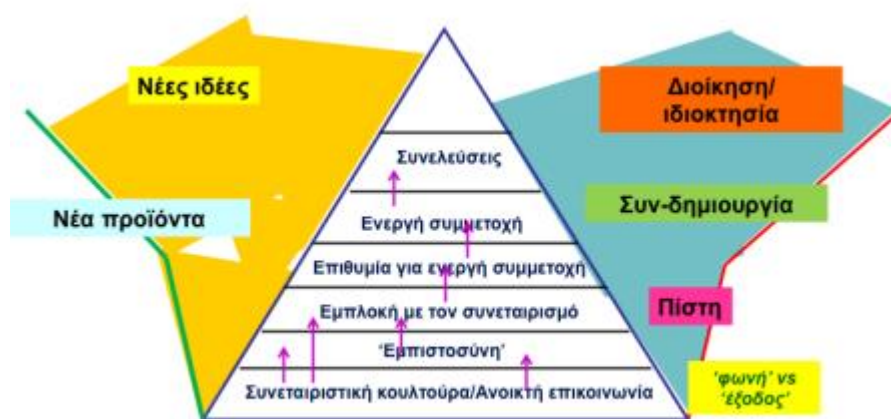 Νέες ιδέες
Διοίκηση/
ιδιοκτησία
Συνελεύσεις
Νέα προϊόντα
Ενεργή συμμετοχή
Συν-δημιουργία
Επιθυμία για ενεργή συμμετοχή
Εμπλοκή με τον συνεταιρισμό
Πίστη
‘Εμπιστοσύνη’
Συνεταιριστική κουλτούρα/Ανοικτή επικοινωνία
‘φωνή’ vs
‘έξοδος’